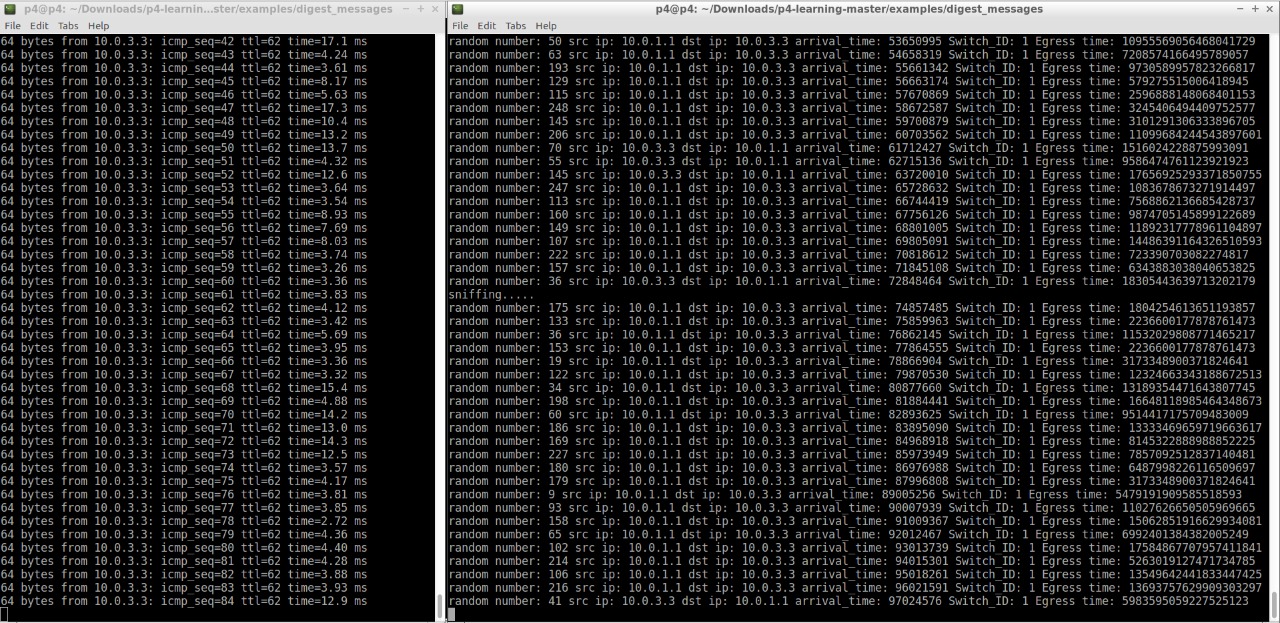 p4@p4: ~/Downloads/p4-learnin...ster/examples/digest_messages
File Edit Tabs Help
64 bytes from 10.0.3.3: icmp_seq=42 ttl=62 time=17.1 ms
64 bytes from 10.0.3.3: icmp_seq=43 ttl=62 time=4.24 ms
64 bytes from 10.0.3.3: icmp_seq=44 ttl=62 time=3.61 ms
64 bytes from 10.0.3.3: icmp_seq=45 ttl=62 time=8.17 ms
64 bytes from 10.0.3.3: icmp_seq=46 ttl=62 time=5.63 ms
64 bytes from 10.0.3.3: icmp_seq=47 ttl=62 time=17.3 ms
64 bytes from 10.0.3.3: icmp_seq=48 ttl=62 time=10.4 ms
64 bytes from 10.0.3.3: icmp_seq=49 ttl=62 time=13.2 ms
64 bytes from 10.0.3.3: icmp_seq=50 ttl=62 time=13.7 ms
64 bytes from 10.0.3.3: icmp_seq=51 ttl=62 time=4.32 ms
64 bytes from 10.0.3.3: icmp_seq=52 ttl=62 time=12.6 ms
64 bytes from 10.0.3.3: icmp_seq=53 ttl=62 time=3.64 ms
64 bytes from 10.0.3.3: icmp_seq=54 ttl=62 time=3.54 ms
64 bytes from 10.0.3.3: icmp_seq=55 ttl=62 time=8.93 ms
64 bytes from 10.0.3.3: icmp_seq=56 ttl=62 time=7.69 ms
64 bytes from 10.0.3.3: icmp_seq=57 ttl=62 time=8.03 ms
64 bytes from 10.0.3.3: icmp_seq=58 ttl=62 time=3.74 ms
64 bytes from 10.0.3.3: icmp_seq=59 ttl=62 time=3.26 ms
64 bytes from 10.0.3.3: icmp_seq=60 ttl=62 time=3.36 ms
64 bytes from 10.0.3.3: icmp_seq=61 ttl=62 time=3.83 ms
64 bytes from 10.0.3.3: icmp_seq=62 ttl=62 time=4.12 ms
64 bytes from 10.0.3.3: icmp_seq=63 ttl=62 time=3.42 ms
64 bytes from 10.0.3.3: icmp_seq=64 ttl=62 time=5.69 ms
64 bytes from 10.0.3.3: icmp_seq=65 ttl=62 time=3.95 ms
64 bytes from 10.0.3.3: icmp_seq=66 ttl=62 time=3.36 ms
64 bytes from 10.0.3.3: icmp_seq=67 ttl=62 time=3.32 ms
64 bytes from 10.0.3.3: icmp_seq=68 ttl=62 time=15.4 ms
64 bytes from 10.0.3.3: icmp_seq=69 ttl=62 time=4.88 ms
64 bytes from 10.0.3.3: icmp_seq=70 ttl=62 time=14.2 ms
64 bytes from 10.0.3.3: icmp_seq=71 ttl=62 time=13.0 ms
64 bytes from 10.0.3.3: icmp_seq=72 ttl=62 time=14.3 ms
64 bytes from 10.0.3.3: icmp_seq=73 ttl=62 time=12.5 ms
64 bytes from 10.0.3.3: icmp_seq=74 ttl=62 time=3.57 ms
64 bytes from 10.0.3.3: icmp_seq=75 ttl=62 time=4.17 ms
64 bytes from 10.0.3.3: icmp_seq=76 ttl=62 time=3.81 ms
64 bytes from 10.0.3.3: icmp_seq=77 ttl=62 time=3.85 ms
64 bytes from 10.0.3.3: icmp_seq=78 ttl=62 time=2.72 ms
64 bytes from 10.0.3.3: icmp_seq=79 ttl=62 time=4.36 ms
64 bytes from 10.0.3.3: icmp_seq=80 ttl=62 time=4.40 ms
64 bytes from 10.0.3.3: icmp_seq=81 ttl=62 time=4.28 ms
64 bytes from 10.0.3.3: icmp_seq=82 ttl=62 time=3.88 ms
64 bytes from 10.0.3.3: icmp_seq=83 ttl=62 time=3.93 ms
64 bytes from 10.0.3.3: icmp_seq=84 ttl=62 time=12.9 ms
p4@p4: ~/Downloads/p4-learning-master/examples/digest_messages
File Edit Tabs Help
random number: 50 src ip: 10.0.1.1 dst ip: 10.0.3.3 arrival_time: 53650995 Switch_ID: 1 Egress time: 10955569056468041729
random number: 63 src ip: 10.0.1.1 dst ip: 10.0.3.3 arrival_time: 54658319 Switch_ID: 1 Egress time: 7208574166495789057
random number: 193 src ip: 10.0.1.1 dst ip: 10.0.3.3 arrival_time: 55661342 Switch_ID: 1 Egress time: 9730589957823266817
random number: 129 src ip: 10.0.1.1 dst ip: 10.0.3.3 arrival_time: 56663174 Switch_ID: 1 Egress time: 579275515006418945
random number: 115 src ip: 10.0.1.1 dst ip: 10.0.3.3 arrival_time: 57670869 Switch_ID: 1 Egress time: 2596888148068401153
random number: 248 src ip: 10.0.1.1 dst ip: 10.0.3.3 arrival_time: 58672587 Switch_ID: 1 Egress time: 3245406494409752577
random number: 145 src ip: 10.0.1.1 dst ip: 10.0.3.3 arrival_time: 59700879 Switch_ID: 1 Egress time: 3101291306333896705
random number: 206 src ip: 10.0.1.1 dst ip: 10.0.3.3 arrival_time: 60703562 Switch_ID: 1 Egress time: 11099684244543897601
random number: 70 src ip: 10.0.3.3 dst ip: 10.0.1.1 arrival_time: 61712427 Switch_ID: 1 Egress time: 1516024228875993091
random number: 55 src ip: 10.0.3.3 dst ip: 10.0.1.1 arrival_time: 62715136 Switch_ID: 1 Egress time: 9586474761123921923
random number: 145 src ip: 10.0.3.3 dst ip: 10.0.1.1 arrival_time: 63720010 Switch_ID: 1 Egress time: 17656925293371850755
random number: 247 src ip: 10.0.1.1 dst ip: 10.0.3.3 arrival_time: 65728632 Switch_ID: 1 Egress time: 1083678673271914497
random number: 113 src ip: 10.0.1.1 dst ip: 10.0.3.3 arrival_time: 66744419 Switch_ID: 1 Egress time: 7568862136685428737
random number: 160 src ip: 10.0.1.1 dst ip: 10.0.3.3 arrival_time: 67756126 Switch_ID: 1 Egress time: 9874705145899122689
random number: 149 src ip: 10.0.1.1 dst ip: 10.0.3.3 arrival_time: 68801005 Switch_ID: 1 Egress time: 11892317778961104897
random number: 107 src ip: 10.0.1.1 dst ip: 10.0.3.3 arrival_time: 69805091 Switch_ID: 1 Egress time: 14486391164326510593
random number: 222 src ip: 10.0.1.1 dst ip: 10.0.3.3 arrival_time: 70818612 Switch_ID: 1 Egress time: 723390703082274817
random number: 157 src ip: 10.0.1.1 dst ip: 10.0.3.3 arrival_time: 71845108 Switch_ID: 1 Egress time: 6343883038040653825
random number: 36 src ip: 10.0.3.3 dst ip: 10.0.1.1 arrival_time: 72848464 Switch_ID: 1 Egress time: 18305443639713202179
sniffing.....
random number: 175 src ip: 10.0.1.1 dst ip: 10.0.3.3 arrival_time: 74857485 Switch_ID: 1 Egress time: 1804254613651193857
random number: 133 src ip: 10.0.1.1 dst ip: 10.0.3.3 arrival_time: 75859963 Switch_ID: 1 Egress time: 2236600177878761473
random number: 36 src ip: 10.0.1.1 dst ip: 10.0.3.3 arrival_time: 76862145 Switch_ID: 1 Egress time: 11532029808771465217
random number: 153 src ip: 10.0.1.1 dst ip: 10.0.3.3 arrival_time: 77864555 Switch_ID: 1 Egress time: 2236600177878761473
random number: 19 src ip: 10.0.1.1 dst ip: 10.0.3.3 arrival_time: 78866904 Switch_ID: 1 Egress time: 3173348900371824641
random number: 122 src ip: 10.0.1.1 dst ip: 10.0.3.3 arrival_time: 79870530 Switch_ID: 1 Egress time: 12324663343188672513
random number: 34 src ip: 10.0.1.1 dst ip: 10.0.3.3 arrival_time: 80877660 Switch_ID: 1 Egress time: 13189354471643807745
random number: 198 src ip: 10.0.1.1 dst ip: 10.0.3.3 arrival_time: 81884441 Switch_ID: 1 Egress time: 16648118985464348673
random number: 60 src ip: 10.0.1.1 dst ip: 10.0.3.3 arrival_time: 82893625 Switch_ID: 1 Egress time: 9514417175709483009
random number: 186 src ip: 10.0.1.1 dst ip: 10.0.3.3 arrival_time: 83895090 Switch_ID: 1 Egress time: 13333469659719663617
random number: 169 src ip: 10.0.1.1 dst ip: 10.0.3.3 arrival_time: 84968918 Switch_ID: 1 Egress time: 8145322888988852225
random number: 227 src ip: 10.0.1.1 dst ip: 10.0.3.3 arrival_time: 85973949 Switch_ID: 1 Egress time: 7857092512837140481
random number: 180 src ip: 10.0.1.1 dst ip: 10.0.3.3 arrival_time: 86976988 Switch_ID: 1 Egress time: 6487998226116509697
random number: 179 src ip: 10.0.1.1 dst ip: 10.0.3.3 arrival_time: 87996808 Switch_ID: 1 Egress time: 3173348900371824641
random number: 9 src ip: 10.0.1.1 dst ip: 10.0.3.3 arrival_time: 89005256 Switch_ID: 1 Egress time: 5479191909585518593
random number: 93 src ip: 10.0.1.1 dst ip: 10.0.3.3 arrival_time: 90007939 Switch_ID: 1 Egress time: 11027626650505969665
random number: 158 src ip: 10.0.1.1 dst ip: 10.0.3.3 arrival_time: 91009367 Switch_ID: 1 Egress time: 15062851916629934081
random number: 65 src ip: 10.0.1.1 dst ip: 10.0.3.3 arrival_time: 92012467 Switch_ID: 1 Egress time: 6992401384382005249
random number: 102 src ip: 10.0.1.1 dst ip: 10.0.3.3 arrival_time: 93013739 Switch_ID: 1 Egress time: 17584867707957411841
random number: 214 src ip: 10.0.1.1 dst ip: 10.0.3.3 arrival_time: 94015301 Switch_ID: 1 Egress time: 5263019127471734785
random number: 106 src ip: 10.0.1.1 dst ip: 10.0.3.3 arrival_time: 95018261 Switch_ID: 1 Egress time: 13549642441833447425
random number: 216 src ip: 10.0.1.1 dst ip: 10.0.3.3 arrival_time: 96021591 Switch_ID: 1 Egress time: 13693757629909303297
random number: 41 src ip: 10.0.3.3 dst ip: 10.0.1.1 arrival_time: 97024576 Switch_ID: 1 Egress time: 5983595059227525123